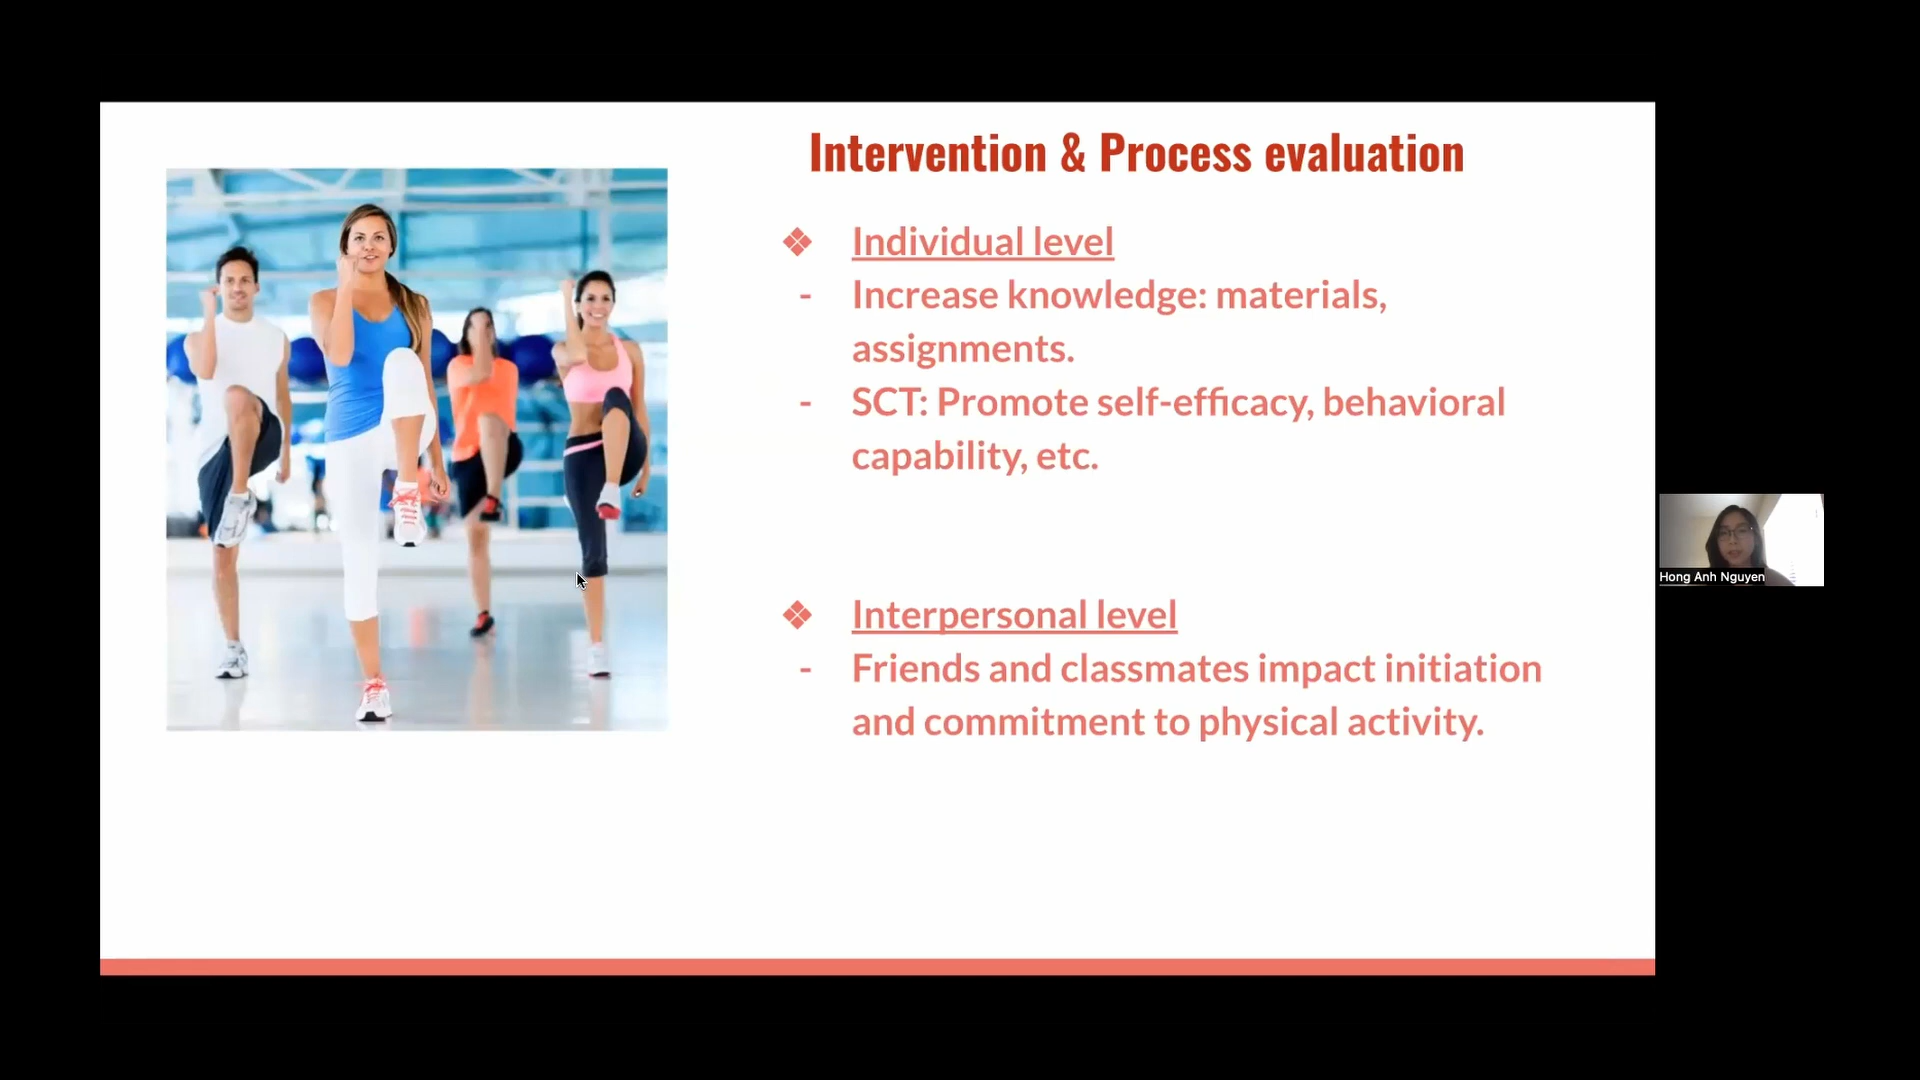 Intervention & Process evaluation
❖ Individual level
- Increase knowledge: materials,
assignments.
- SCT: Promote self-efficacy, behavioral
capability, etc.
❖ Interpersonal level
- Friends and classmates impact initiation
and commitment to physical activity.
Hong Anh Nguyen